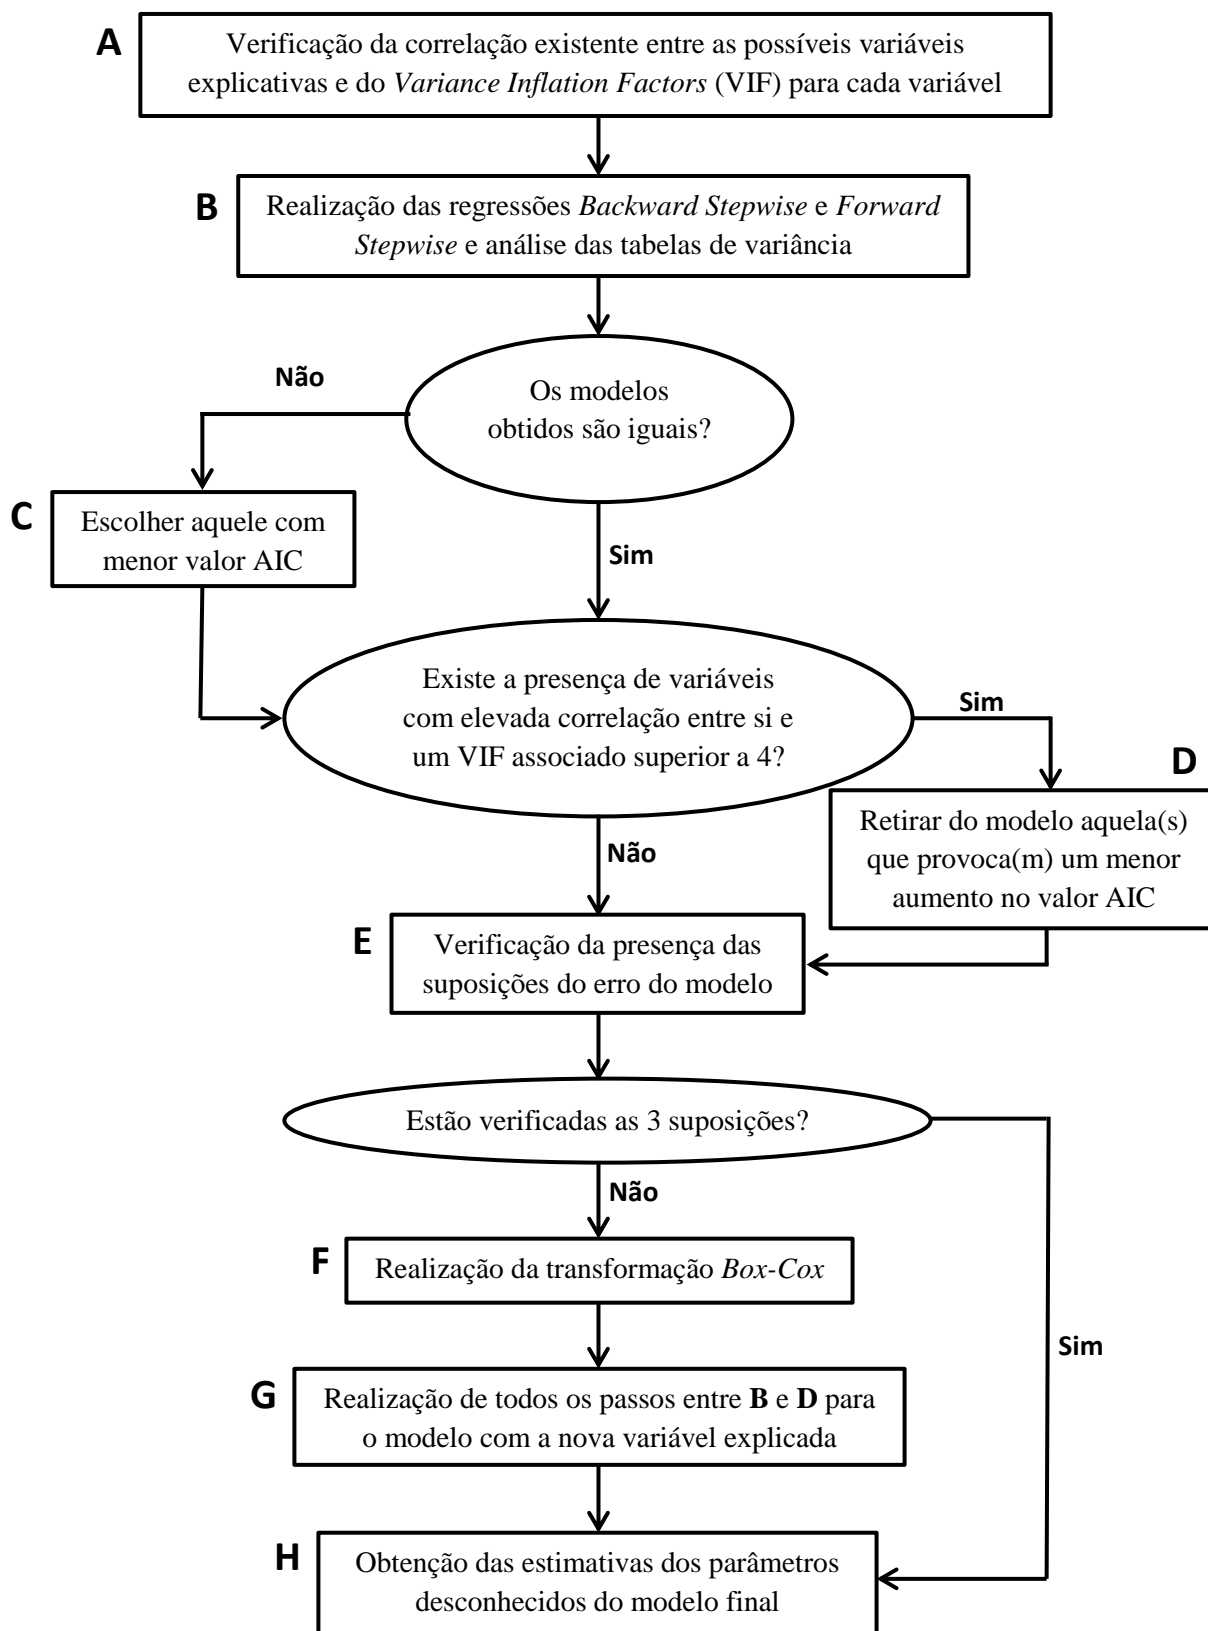 A
Verificação da correlação existente entre as possíveis variáveis
explicativas e do Variance Inflation Factors (VIF) para cada variável
B
Realização das regressões Backward Stepwise e Forward
Stepwise e análise das tabelas de variância
Não
Os modelos
obtidos são iguais?
C
Escolher aquele com
menor valor AIC
Sim
Existe a presença de variáveis
com elevada correlação entre si e
um VIF associado superior a 4?
Sim
D
Retirar do modelo aquela(s)
que provoca(m) um menor
aumento no valor AIC
Não
E
Verificação da presença das
suposições do erro do modelo
Estão verificadas as 3 suposições?
Não
F
Realização da transformação Box-Cox
Sim
G
Realização de todos os passos entre B e D para
o modelo com a nova variável explicada
H
Obtenção das estimativas dos parâmetros
desconhecidos do modelo final